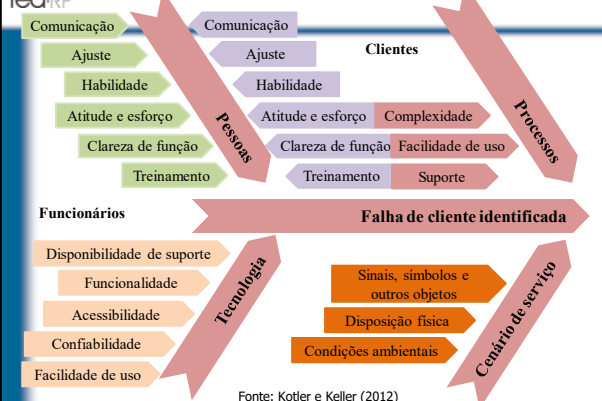 Comunicação
Ajuste
Habilidade
Atitude e esforço
Clareza de função
Treinamento
Funcionários
Pessoas
Comunicação
Ajuste
Habilidade
Atitude e esforço
Clareza de função
Treinamento
Clientes
Complexidade
Facilidade de uso
Suporte
Processos
Falha de cliente identificada
Disponibilidade de suporte
Funcionalidade
Acessibilidade
Confiabilidade
Facilidade de uso
Tecnologia
Sinais, símbolos e
outros objetos
Disposição física
Condições ambientais
Cenário de serviço
Fonte: Kotler e Keller (2012)